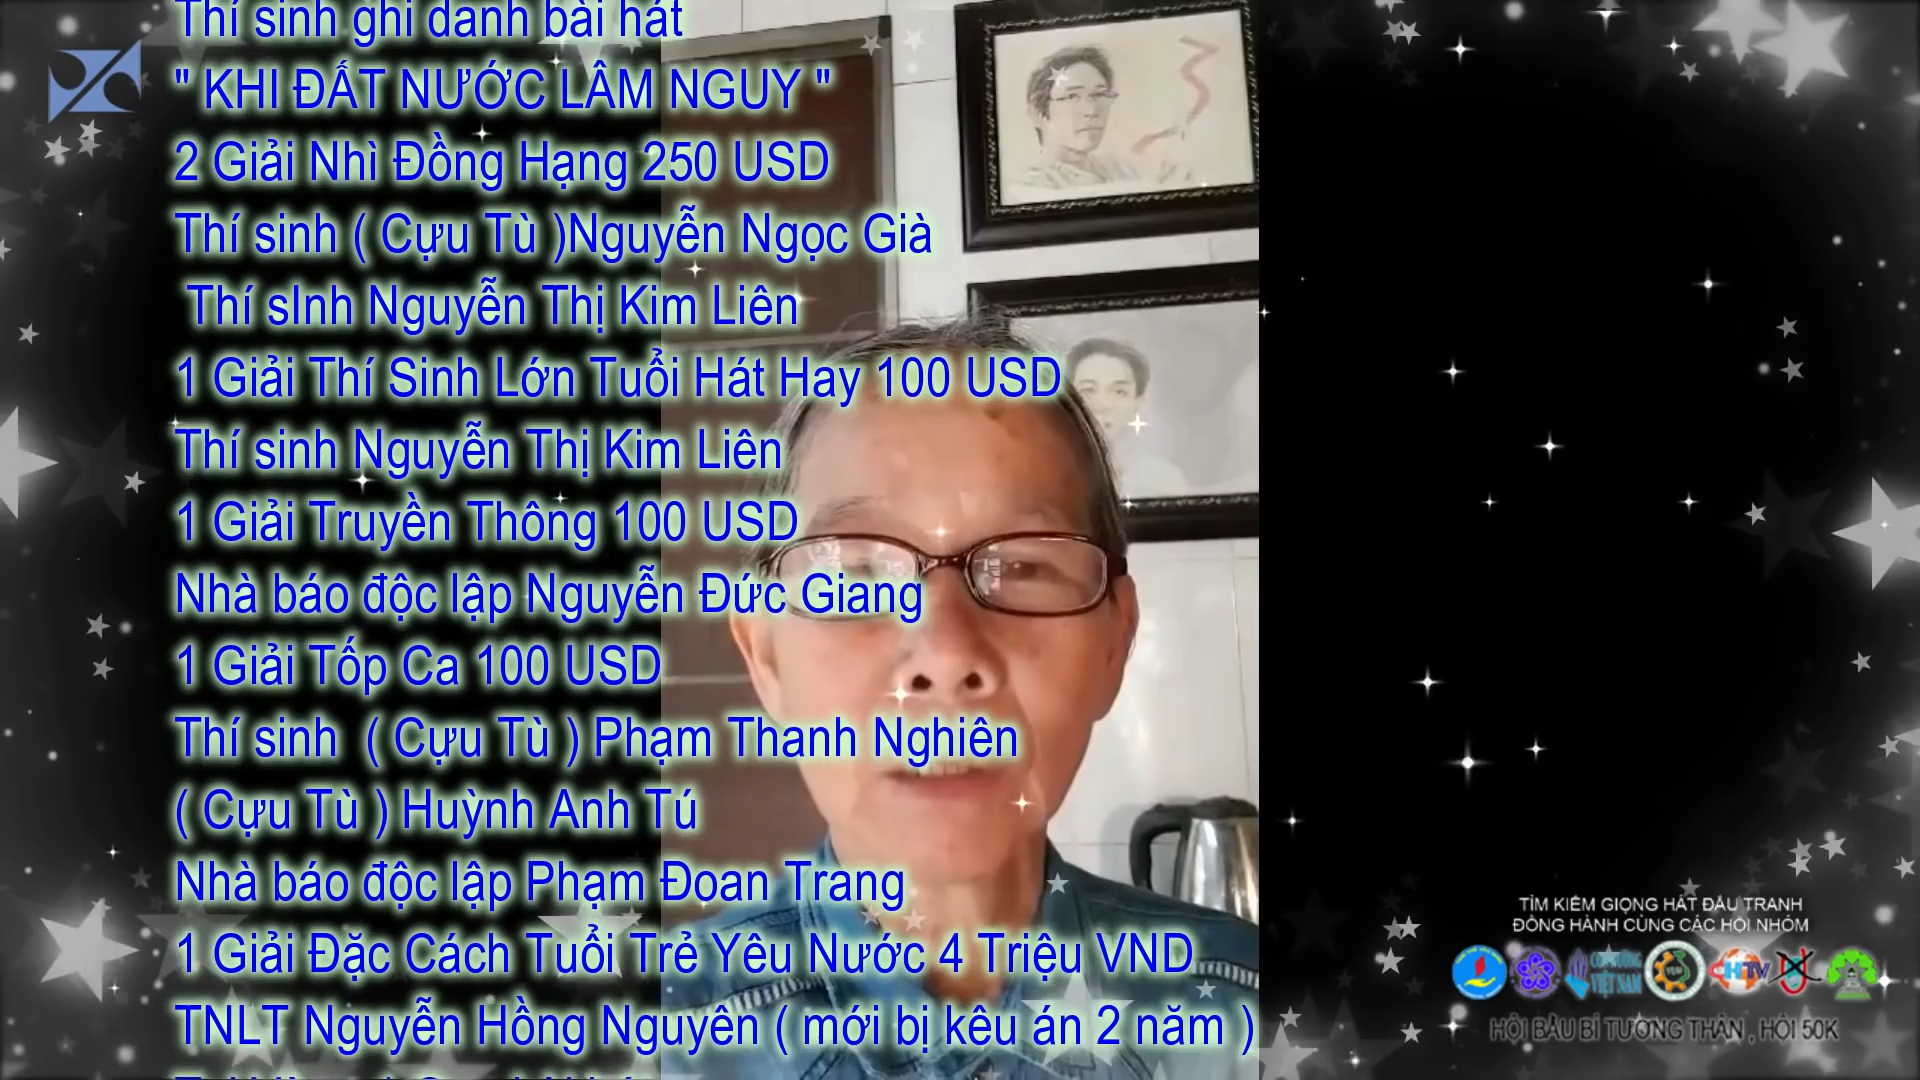 Thí sinh ghi danh bài hát
" KHI ĐẤT NƯỚC LÂM NGUY "
2 Giải Nhì Đồng Hạng 250 USD
Thí sinh ( Cựu Tù )Nguyễn Ngọc Già
Thí sInh Nguyễn Thị Kim Liên
1 Giải Thí Sinh Lớn Tuổi Hát Hay 100 USD
Thí sinh Nguyễn Thị Kim Liên
1 Giải Truyền Thông 100 USD
Nhà báo độc lập Nguyễn Đức Giang
1 Giải Tốp Ca 100 USD
Thí sinh ( Cựu Tù ) Phạm Thanh Nghiên
( Cựu Tù ) Huỳnh Anh Tú
Nhà báo độc lập Phạm Đoan Trang
1 Giải Đặc Cách Tuổi Trẻ Yêu Nước 4 Triệu VND
TNLT Nguyễn Hồng Nguyên ( mới bị kêu án 2 năm )
TÌM KIẾM GIỌNG HÁT ĐẤU TRANH
ĐỒNG HÀNH CÙNG CÁC HỘI NHÓM
VIỆT NAM
CHTV
HỘI BẦU BÍ TƯƠNG THÂN , HỘI 50K